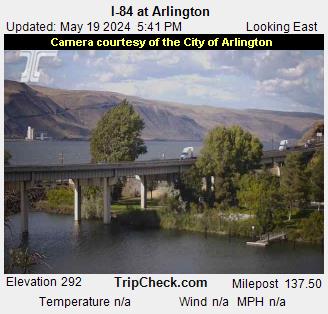 I-84 at Arlington
Updated: May 19 2024 5:41 PM Looking East
Camera courtesy of the City of Arlington
Elevation 292 TripCheck.com Milepost 137.50
Temperature n/a Wind n/a MPH n/a